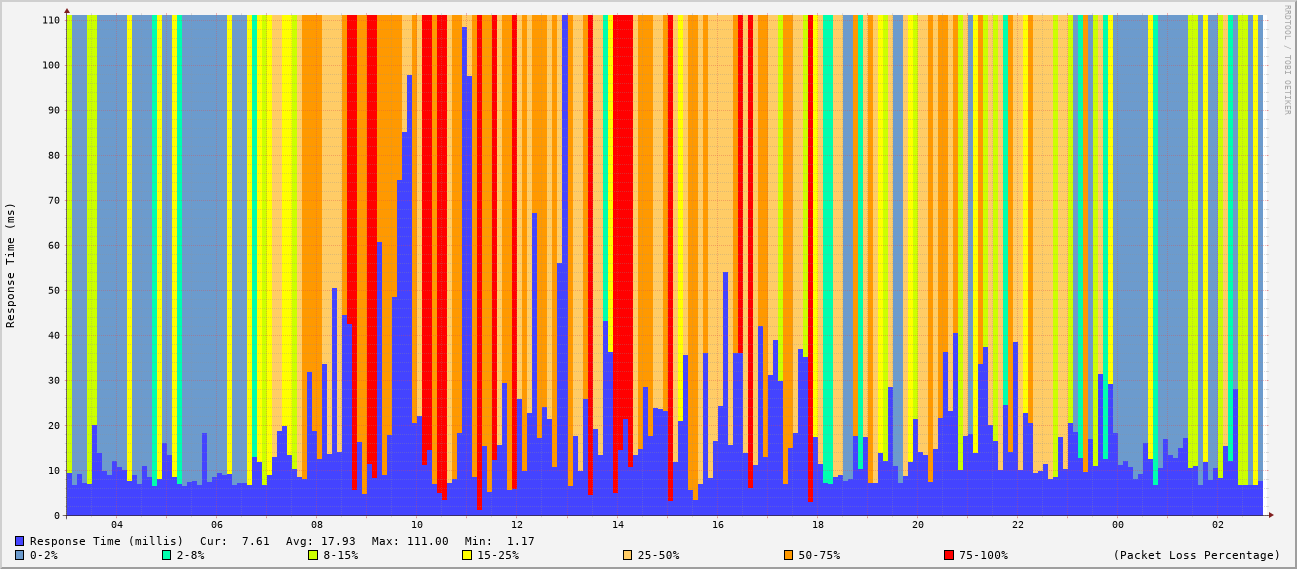 RRDTOOL / TOBI OETIKER
Response Time (ms)
110
100
90
80
70
60
50
40
30
20
10
0
04 06 08 10 12 14 16 18 20 22 00 02
Response Time (millis) Cur: 7.61 Avg: 17.93 Max: 111.00 Min: 1.17
0-2% 2-8% 8-15% 15-25% 25-50% 50-75% 75-100% (Packet Loss Percentage)